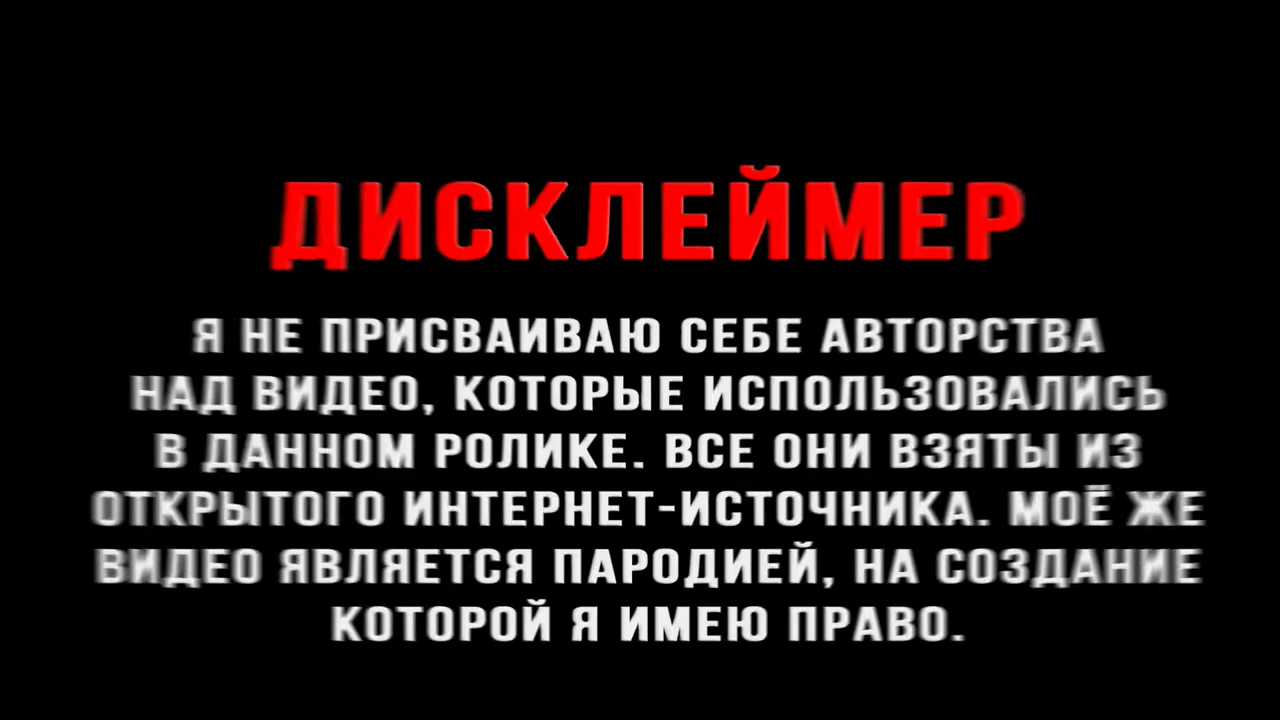 ДИСКЛЕЙМЕР
Я НЕ ПРИСВАИВАЮ СЕБЕ АВТОРСТВА
НАД ВИДЕО, КОТОРЫЕ ИСПОЛЬЗОВАЛИСЬ
В ДАННОМ РОЛИКЕ. ВСЕ ОНИ ВЗЯТЫ ИЗ
ОТКРЫТОГО ИНТЕРНЕТ-ИСТОЧНИКА. МОЁ ЖЕ
ВИДЕО ЯВЛЯЕТСЯ ПАРОДИЕЙ, НА СОЗДАНИЕ
КОТОРОЙ Я ИМЕЮ ПРАВО.